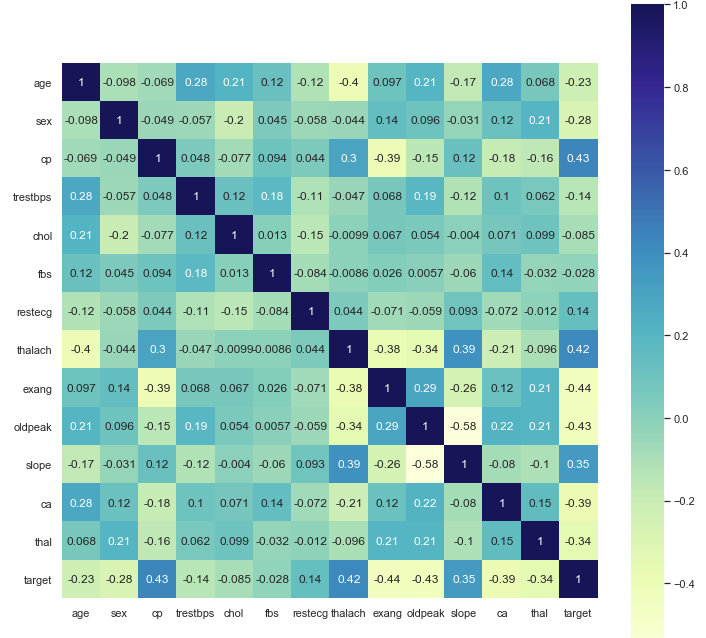 age 1 -0.098 -0.069 0.28 0.21 0.12 -0.12 -0.4 0.097 0.21 -0.17 0.28 0.068 -0.23
sex -0.098 1 -0.049 -0.057 -0.2 0.045 -0.058 -0.044 0.14 0.096 -0.031 0.12 0.21 -0.28
cp -0.069 -0.049 1 0.048 -0.077 0.094 0.044 0.3 -0.39 -0.15 0.12 -0.18 -0.16 0.43
trestbps 0.28 -0.057 0.048 1 0.12 0.18 -0.11 -0.047 0.068 0.19 -0.12 0.1 0.062 -0.14
chol 0.21 -0.2 -0.077 0.12 1 0.013 -0.15 -0.0099 0.067 0.054 -0.004 0.071 0.099 -0.085
fbs 0.12 0.045 0.094 0.18 0.013 1 -0.084 -0.0086 0.026 0.0057 -0.06 0.14 -0.032 -0.028
restecg -0.12 -0.058 0.044 -0.11 -0.15 -0.084 1 0.044 -0.071 -0.059 0.093 -0.072 -0.012 0.14
thalach -0.4 -0.044 0.3 -0.047 -0.0099 -0.0086 0.044 1 -0.38 -0.34 0.39 -0.21 -0.096 0.42
exang 0.097 0.14 -0.39 0.068 0.067 0.026 -0.071 -0.38 1 0.29 -0.26 0.12 0.21 -0.44
oldpeak 0.21 0.096 -0.15 0.19 0.054 0.0057 -0.059 -0.34 0.29 1 -0.58 0.22 0.21 -0.43
slope -0.17 -0.031 0.12 -0.12 -0.004 -0.06 0.093 0.39 -0.26 -0.58 1 -0.08 -0.1 0.35
ca 0.28 0.12 -0.18 0.1 0.071 0.14 -0.072 -0.21 0.12 0.22 -0.08 1 0.15 -0.39
thal 0.068 0.21 -0.16 0.062 0.099 -0.032 -0.012 -0.096 0.21 0.21 -0.1 0.15 1 -0.34
target -0.23 -0.28 0.43 -0.14 -0.085 -0.028 0.14 0.42 -0.44 -0.43 0.35 -0.39 -0.34 1
age sex cp trestbps chol fbs restecg thalach exang oldpeak slope ca thal target
1.0
0.8
0.6
0.4
0.2
0.0
−0.2
−0.4